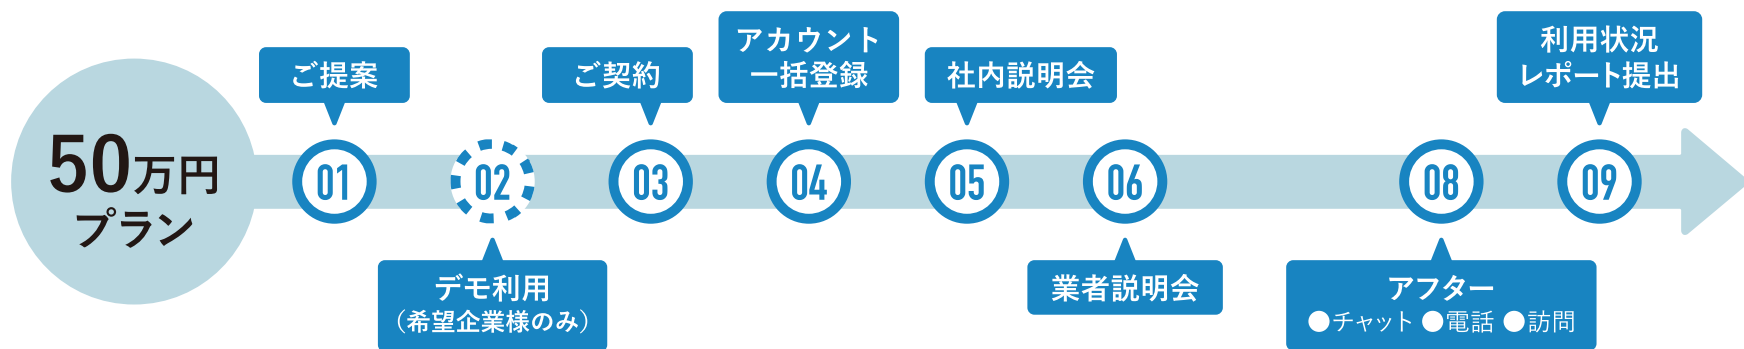 50万円
プラン
ご提案
01
02
デモ利用
（希望企業様のみ）
ご契約
03
アカウント
一括登録
04
社内説明会
05
06
業者説明会
08
アフター
●チャット ●電話 ●訪問
利用状況
レポート提出
09